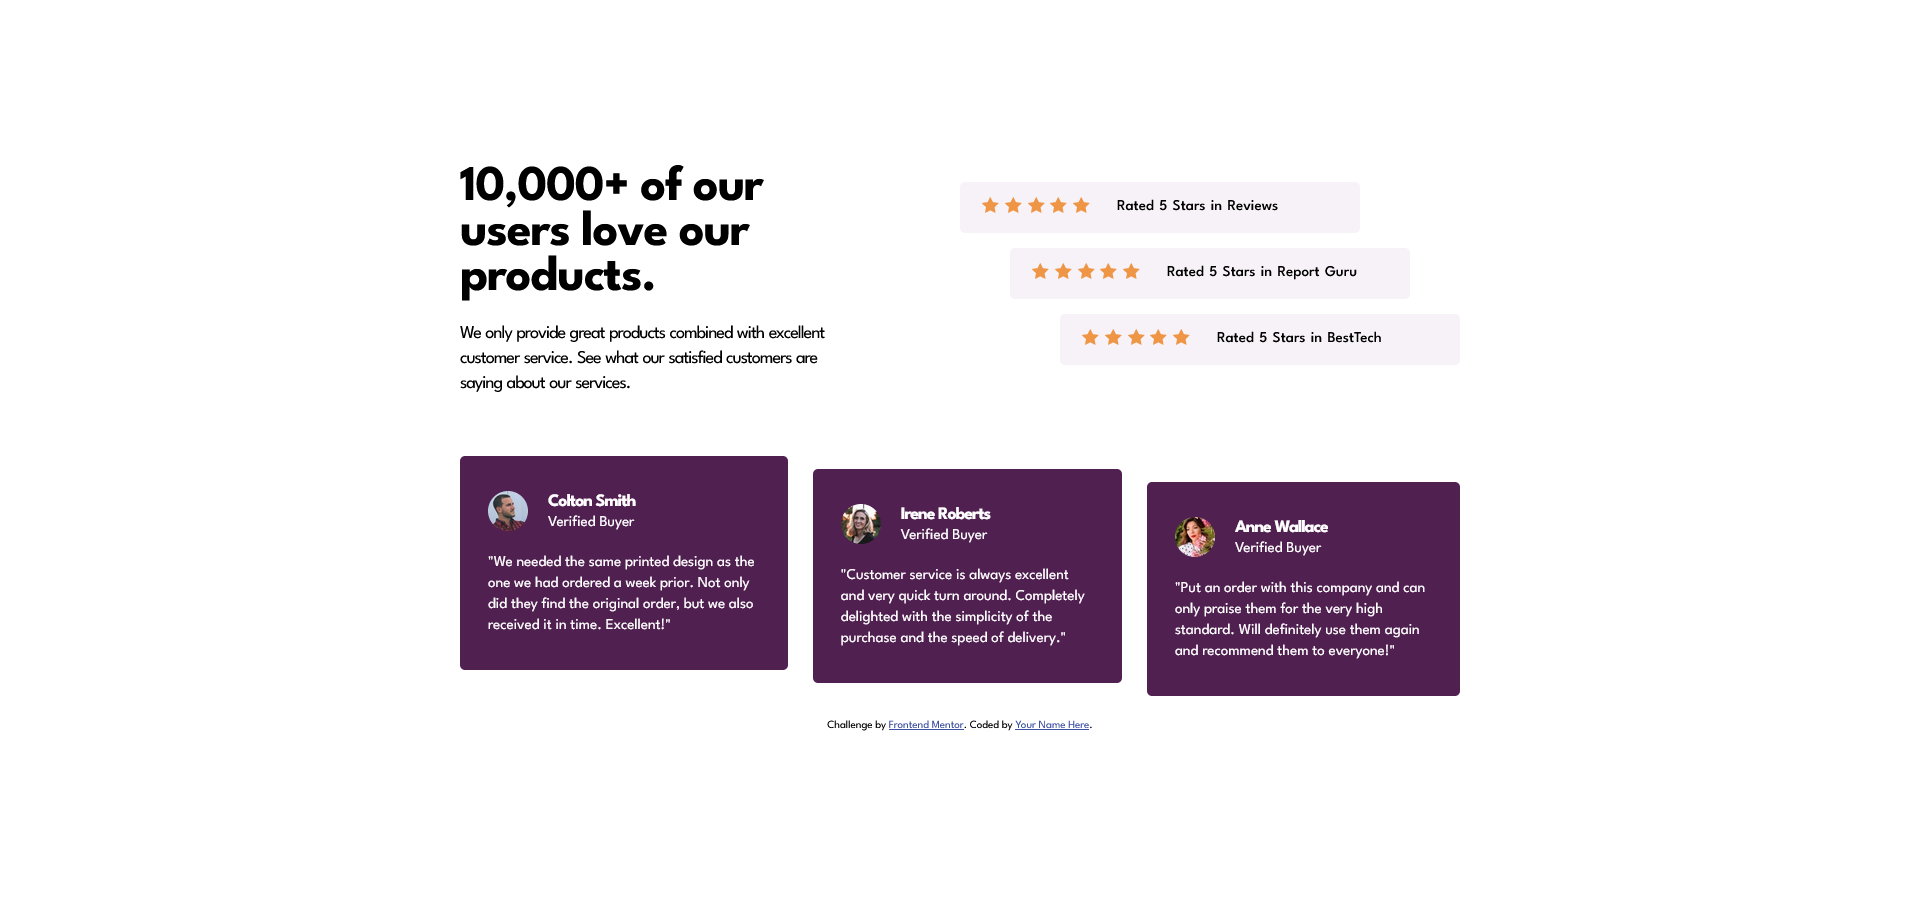 10,000+ of our
users love our
products.
We only provide great products combined with excellent
customer service. See what our satisfied customers are
saying about our services.
Rated 5 Stars in Reviews
Rated 5 Stars in Report Guru
Rated 5 Stars in BestTech
Colton Smith
Verified Buyer
"We needed the same printed design as the
one we had ordered a week prior. Not only
did they find the original order, but we also
received it in time. Excellent!"
Irene Roberts
Verified Buyer
"Customer service is always excellent
and very quick turn around. Completely
delighted with the simplicity of the
purchase and the speed of delivery."
Anne Wallace
Verified Buyer
"Put an order with this company and can
only praise them for the very high
standard. Will definitely use them again
and recommend them to everyone!"
Challenge by Frontend Mentor. Coded by Your Name Here.